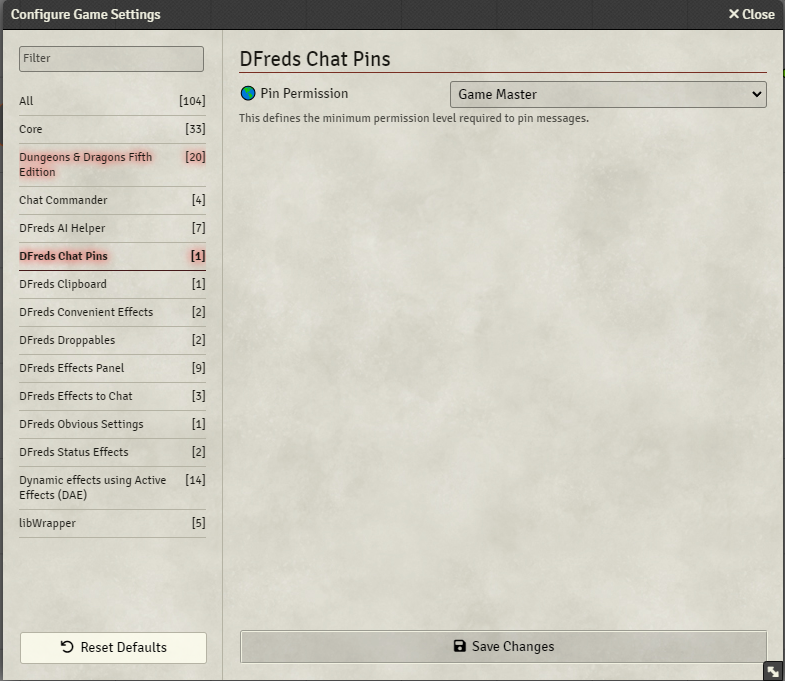 Configure Game Settings
Close
Filter
All [104]
Core [33]
Dungeons & Dragons Fifth [20]
Edition
Chat Commander [4]
DFreds AI Helper [7]
DFreds Chat Pins [1]
DFreds Clipboard [1]
DFreds Convenient Effects [2]
DFreds Droppables [2]
DFreds Effects Panel [9]
DFreds Effects to Chat [3]
DFreds Obvious Settings [1]
DFreds Status Effects [2]
Dynamic effects using Active [14]
Effects (DAE)
libWrapper [5]
Reset Defaults
DFreds Chat Pins
Pin Permission
Game Master
This defines the minimum permission level required to pin messages.
Save Changes